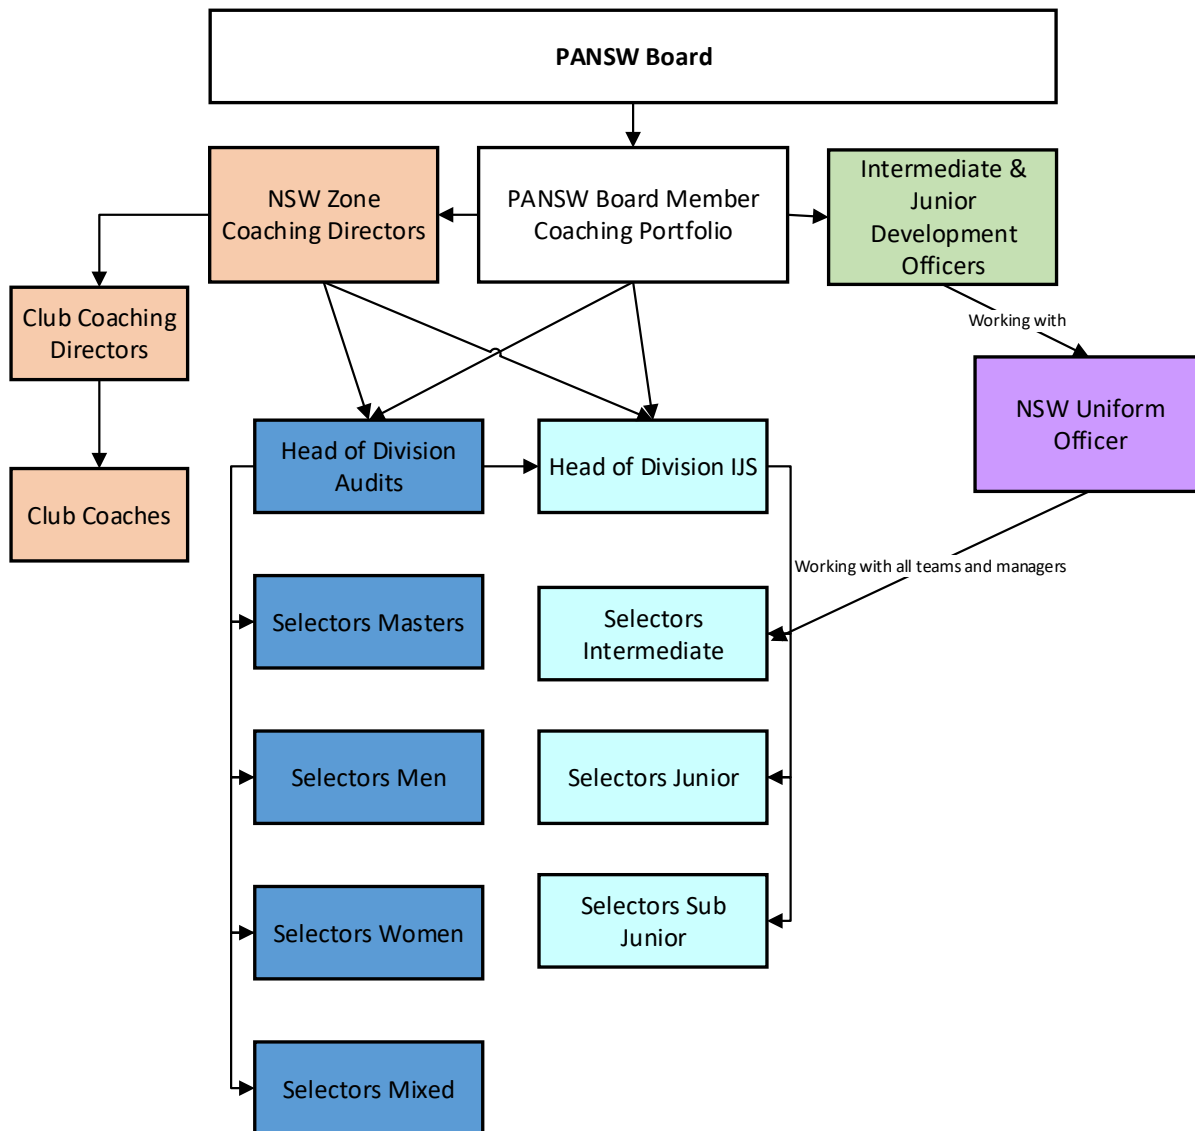 PANSW Board
NSW Zone
Coaching Directors
PANSW Board Member
Coaching Portfolio
Intermediate &
Junior
Development
Officers
Club Coaching
Directors
Working with
NSW Uniform
Officer
Head of Division
Audits
Head of Division IJS
Club Coaches
Working with all teams and managers
Selectors Masters
Selectors
Intermediate
Selectors Men
Selectors Junior
Selectors Women
Selectors Sub
Junior
Selectors Mixed